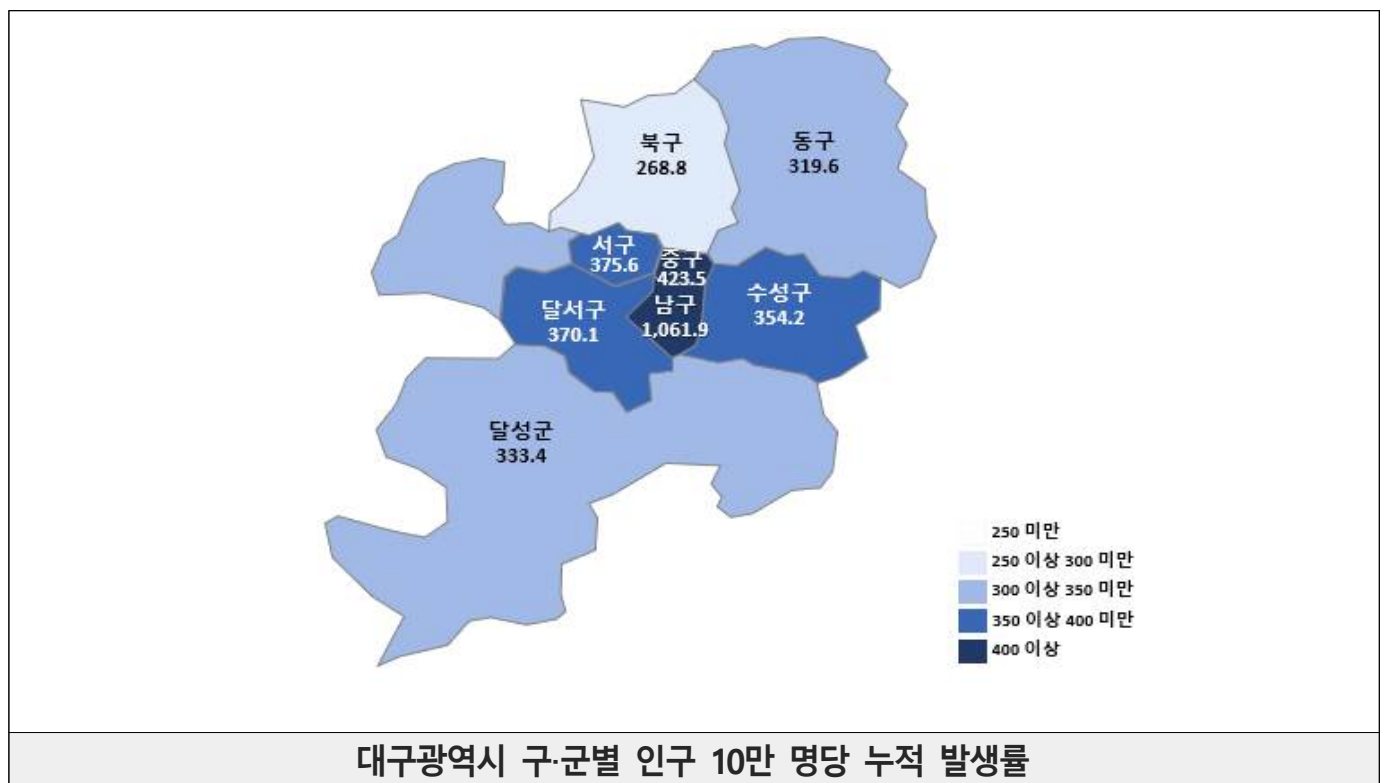 북구
268.8
동구
319.6
서구
375.6
중구
423.5
달서구
370.1
남구
1,061.9
수성구
354.2
달성군
333.4
250 미만
250 이상 300 미만
300 이상 350 미만
350 이상 400 미만
400 이상
대구광역시 구·군별 인구 10만 명당 누적 발생률